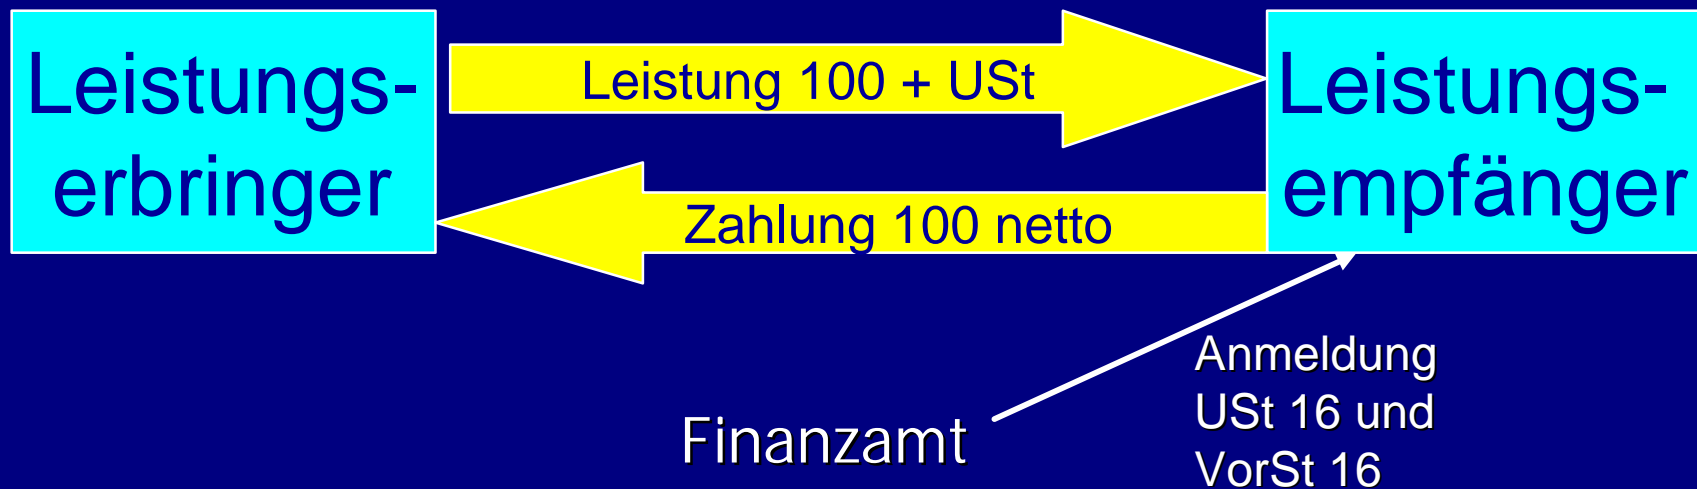 Leistungs-
erbringer
Leistung 100 + USt
Zahlung 100 netto
Leistungs-
empfänger
Finanzamt
Anmeldung
USt 16 und
VorSt 16